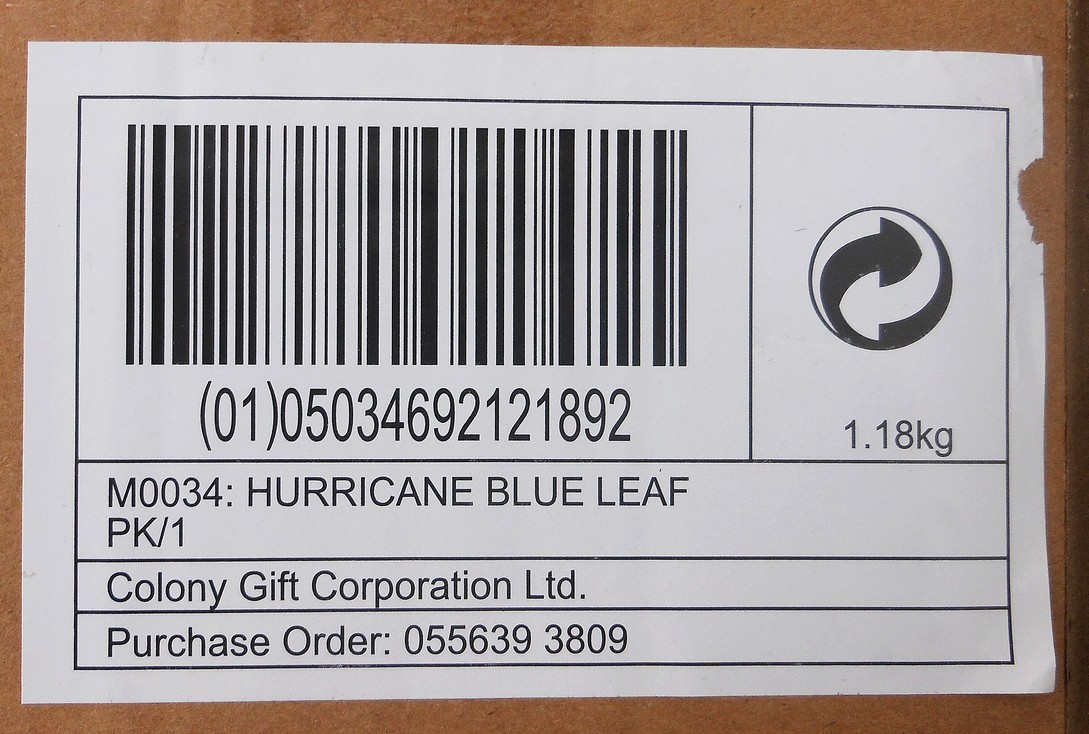 (01)05034692121892
1.18kg
M0034: HURRICANE BLUE LEAF
PK/1
Colony Gift Corporation Ltd.
Purchase Order: 055639 3809